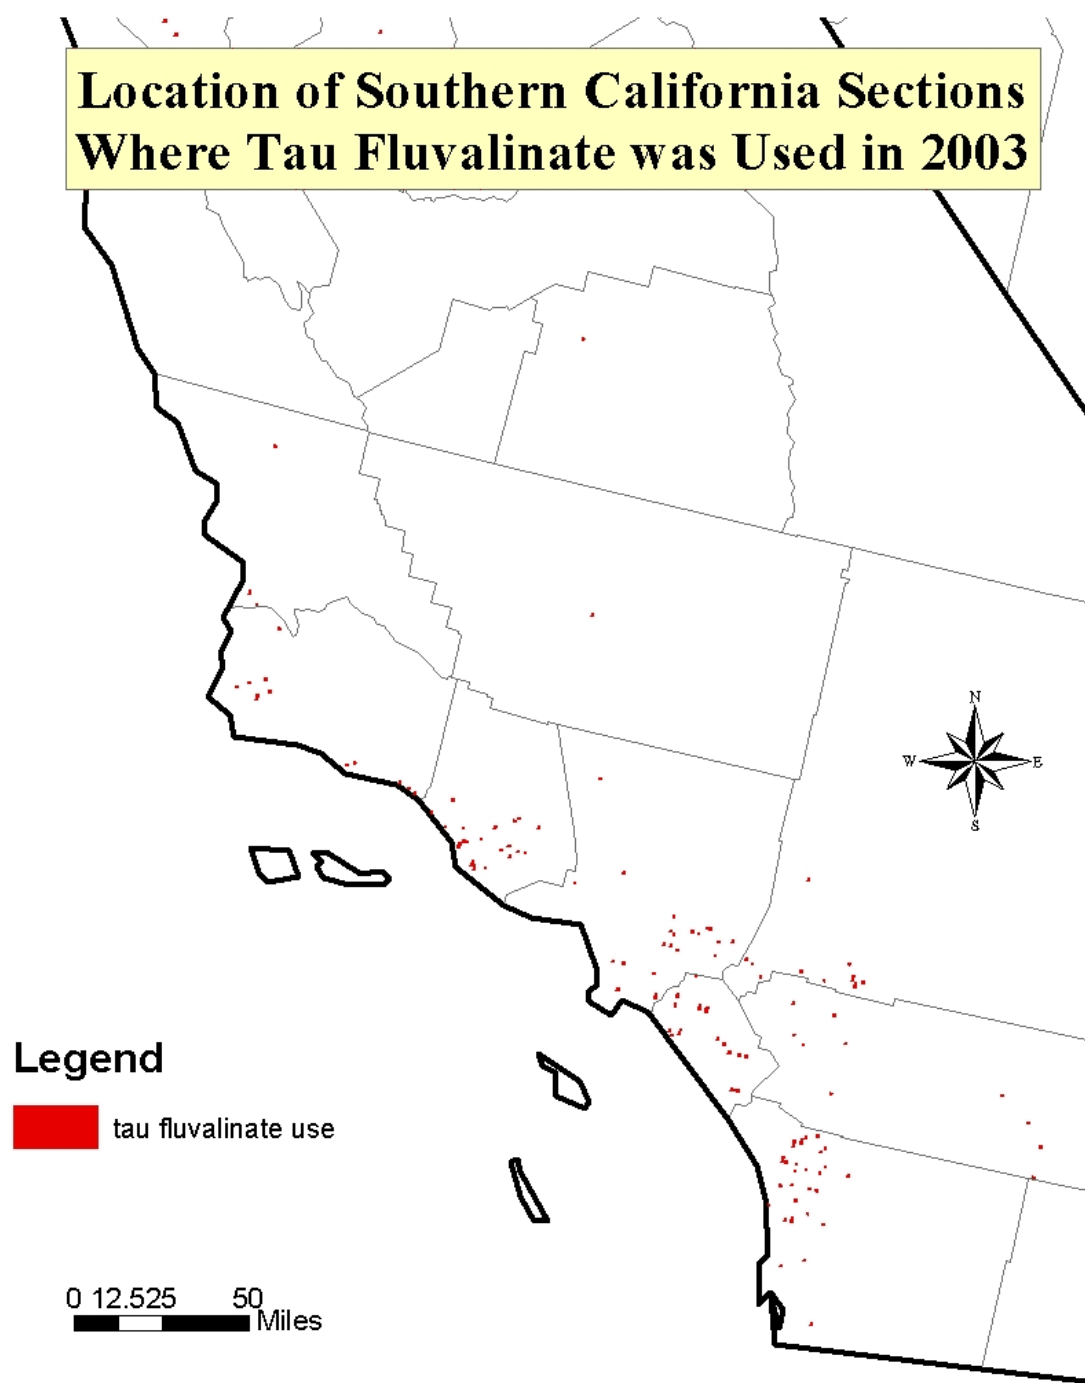 Location of Southern California Sections
Where Tau Fluvalinate was Used in 2003
N
W E
S
Legend
tau fluvalinate use
0 12.525 50
Miles